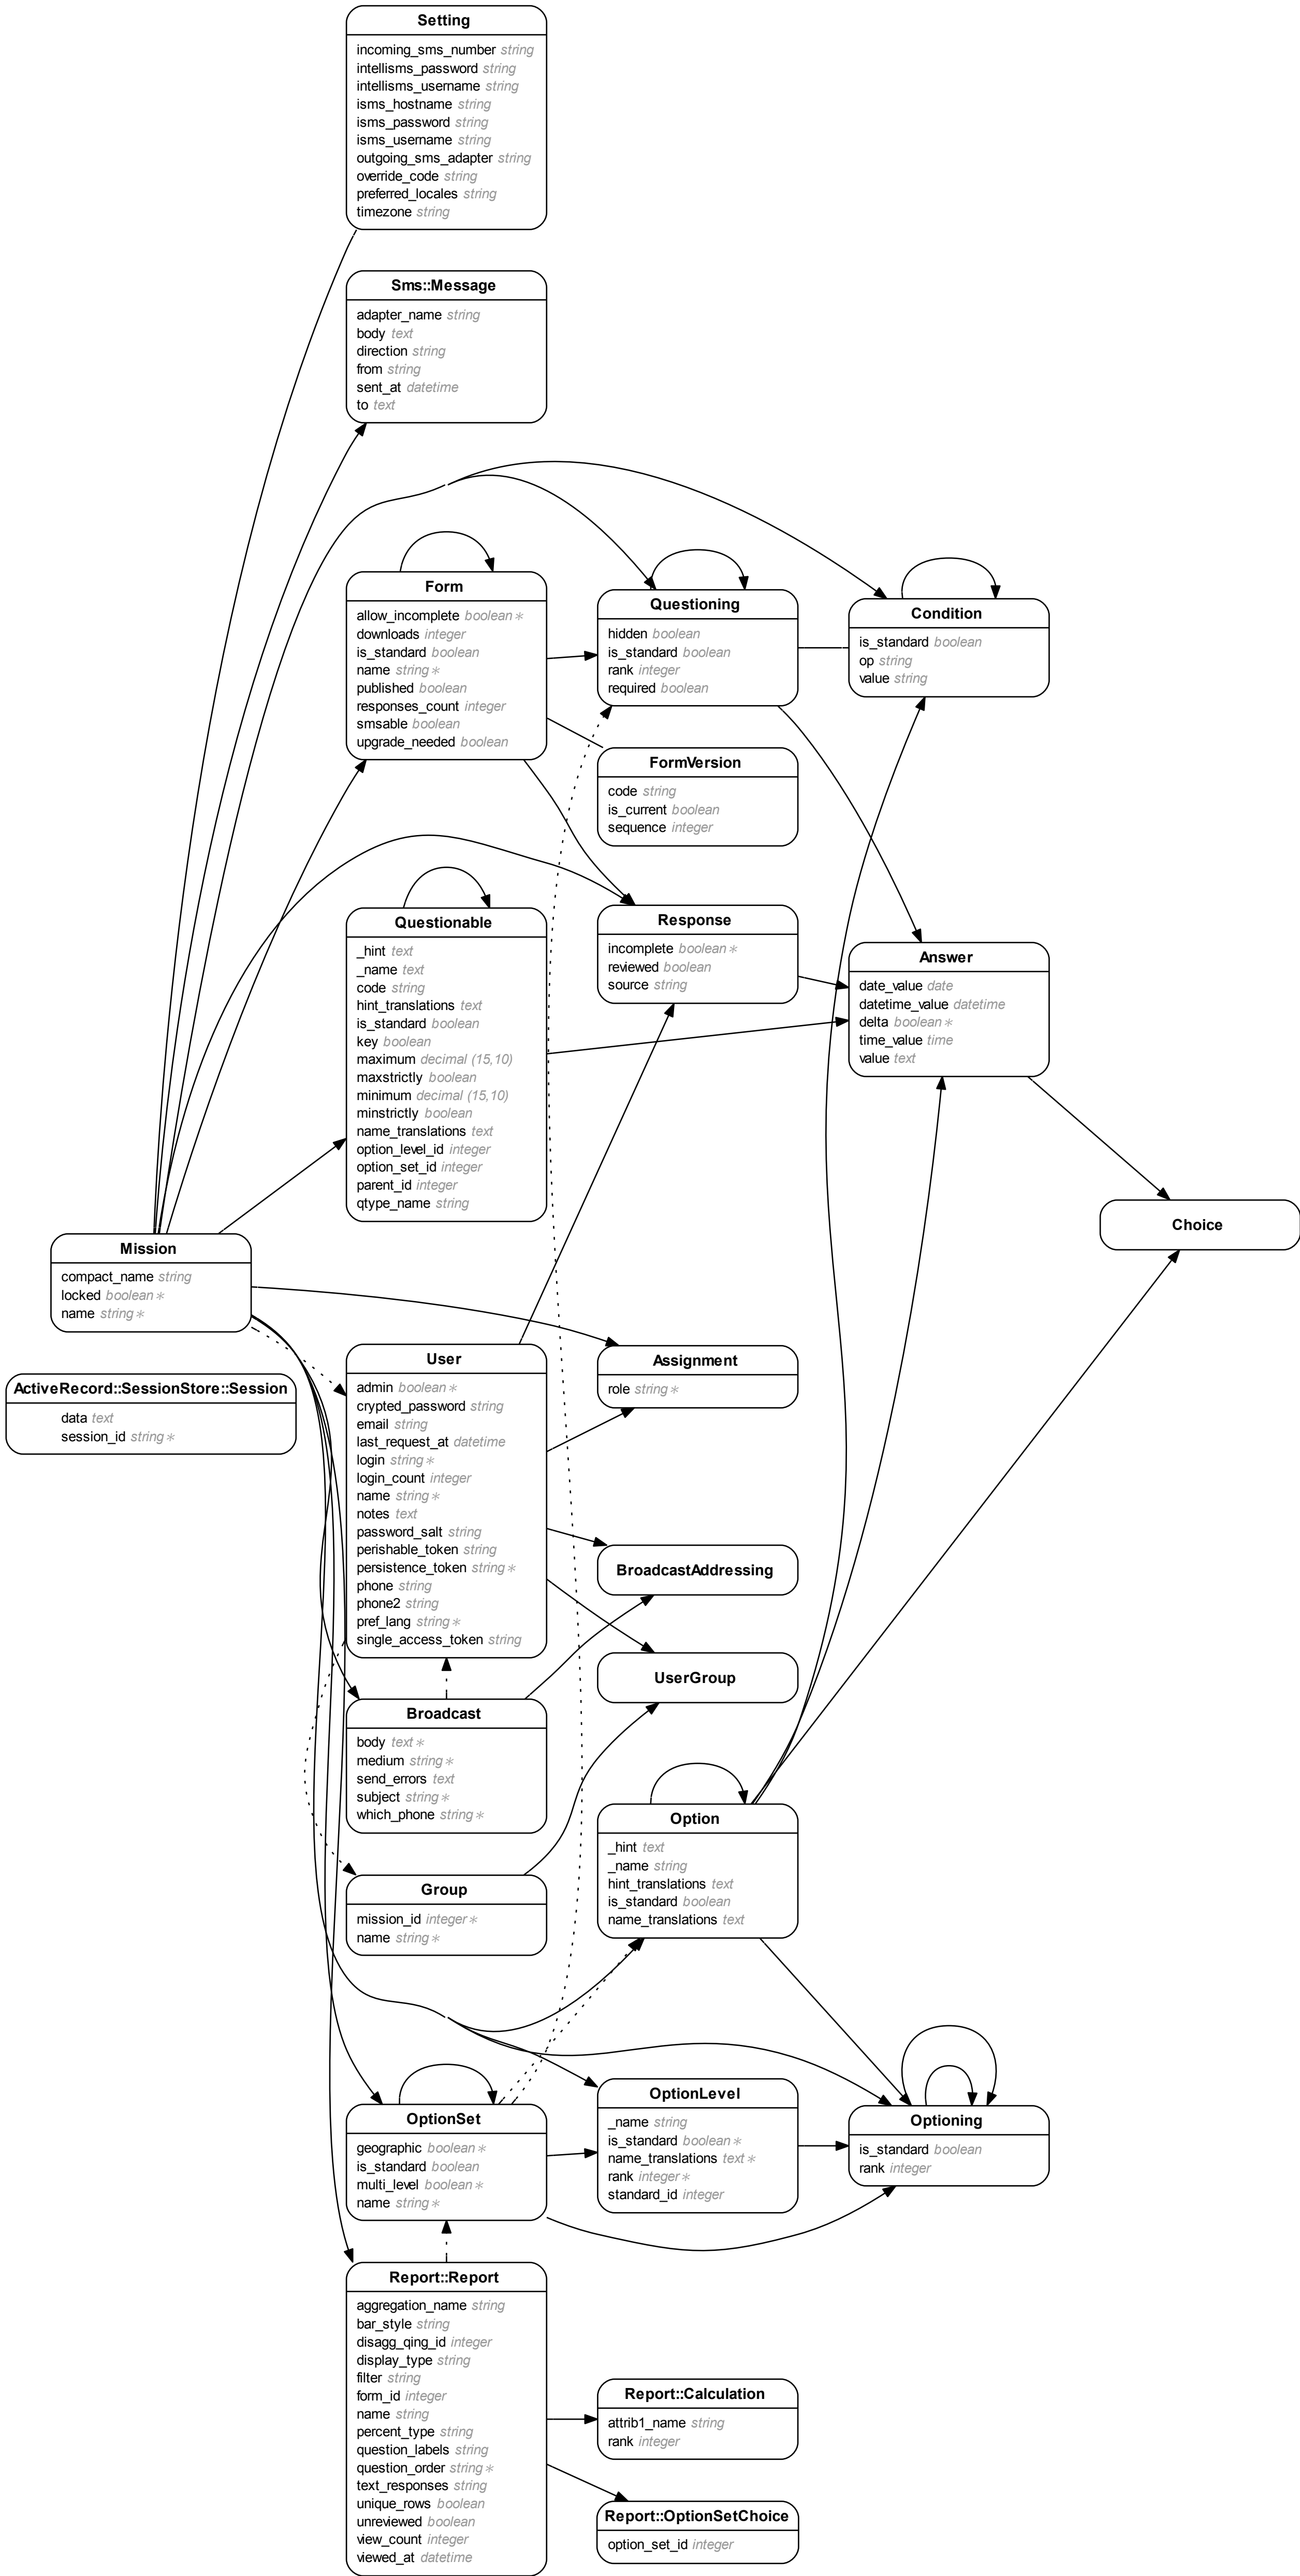 Setting
incoming_sms_number string
intellisms_password string
intellisms_username string
isms_hostname string
isms_password string
isms_username string
outgoing_sms_adapter string
override_code string
preferred_locales string
timezone string
Sms::Message
adapter_name string
body text
direction string
from string
sent_at datetime
to text
Form
allow_incomplete boolean ∗
downloads integer
is_standard boolean
name string ∗
published boolean
responses_count integer
smsable boolean
upgrade_needed boolean
Questioning
hidden boolean
is_standard boolean
rank integer
required boolean
Condition
is_standard boolean
op string
value string
FormVersion
code string
is_current boolean
sequence integer
Questionable
_hint text
_name text
code string
hint_translations text
is_standard boolean
key boolean
maximum decimal (15,10)
maxstrictly boolean
minimum decimal (15,10)
minstrictly boolean
name_translations text
option_level_id integer
option_set_id integer
parent_id integer
qtype_name string
Response
incomplete boolean ∗
reviewed boolean
source string
Answer
date_value date
datetime_value datetime
delta boolean ∗
time_value time
value text
Choice
Mission
compact_name string
locked boolean ∗
name string ∗
ActiveRecord::SessionStore::Session
data text
session_id string ∗
User
admin boolean ∗
crypted_password string
email string
last_request_at datetime
login string ∗
login_count integer
name string ∗
notes text
password_salt string
perishable_token string
persistence_token string ∗
phone string
phone2 string
pref_lang string ∗
single_access_token string
Assignment
role string ∗
BroadcastAddressing
UserGroup
Broadcast
body text ∗
medium string ∗
send_errors text
subject string ∗
which_phone string ∗
Option
_hint text
_name string
hint_translations text
is_standard boolean
name_translations text
Group
mission_id integer ∗
name string ∗
OptionSet
geographic boolean ∗
is_standard boolean
multi_level boolean ∗
name string ∗
OptionLevel
_name string
is_standard boolean ∗
name_translations text ∗
rank integer ∗
standard_id integer
Optioning
is_standard boolean
rank integer
Report::Report
aggregation_name string
bar_style string
disagg_qing_id integer
display_type string
filter string
form_id integer
name string
percent_type string
question_labels string
question_order string ∗
text_responses string
unique_rows boolean
unreviewed boolean
view_count integer
viewed_at datetime
Report::Calculation
attrib1_name string
rank integer
Report::OptionSetChoice
option_set_id integer